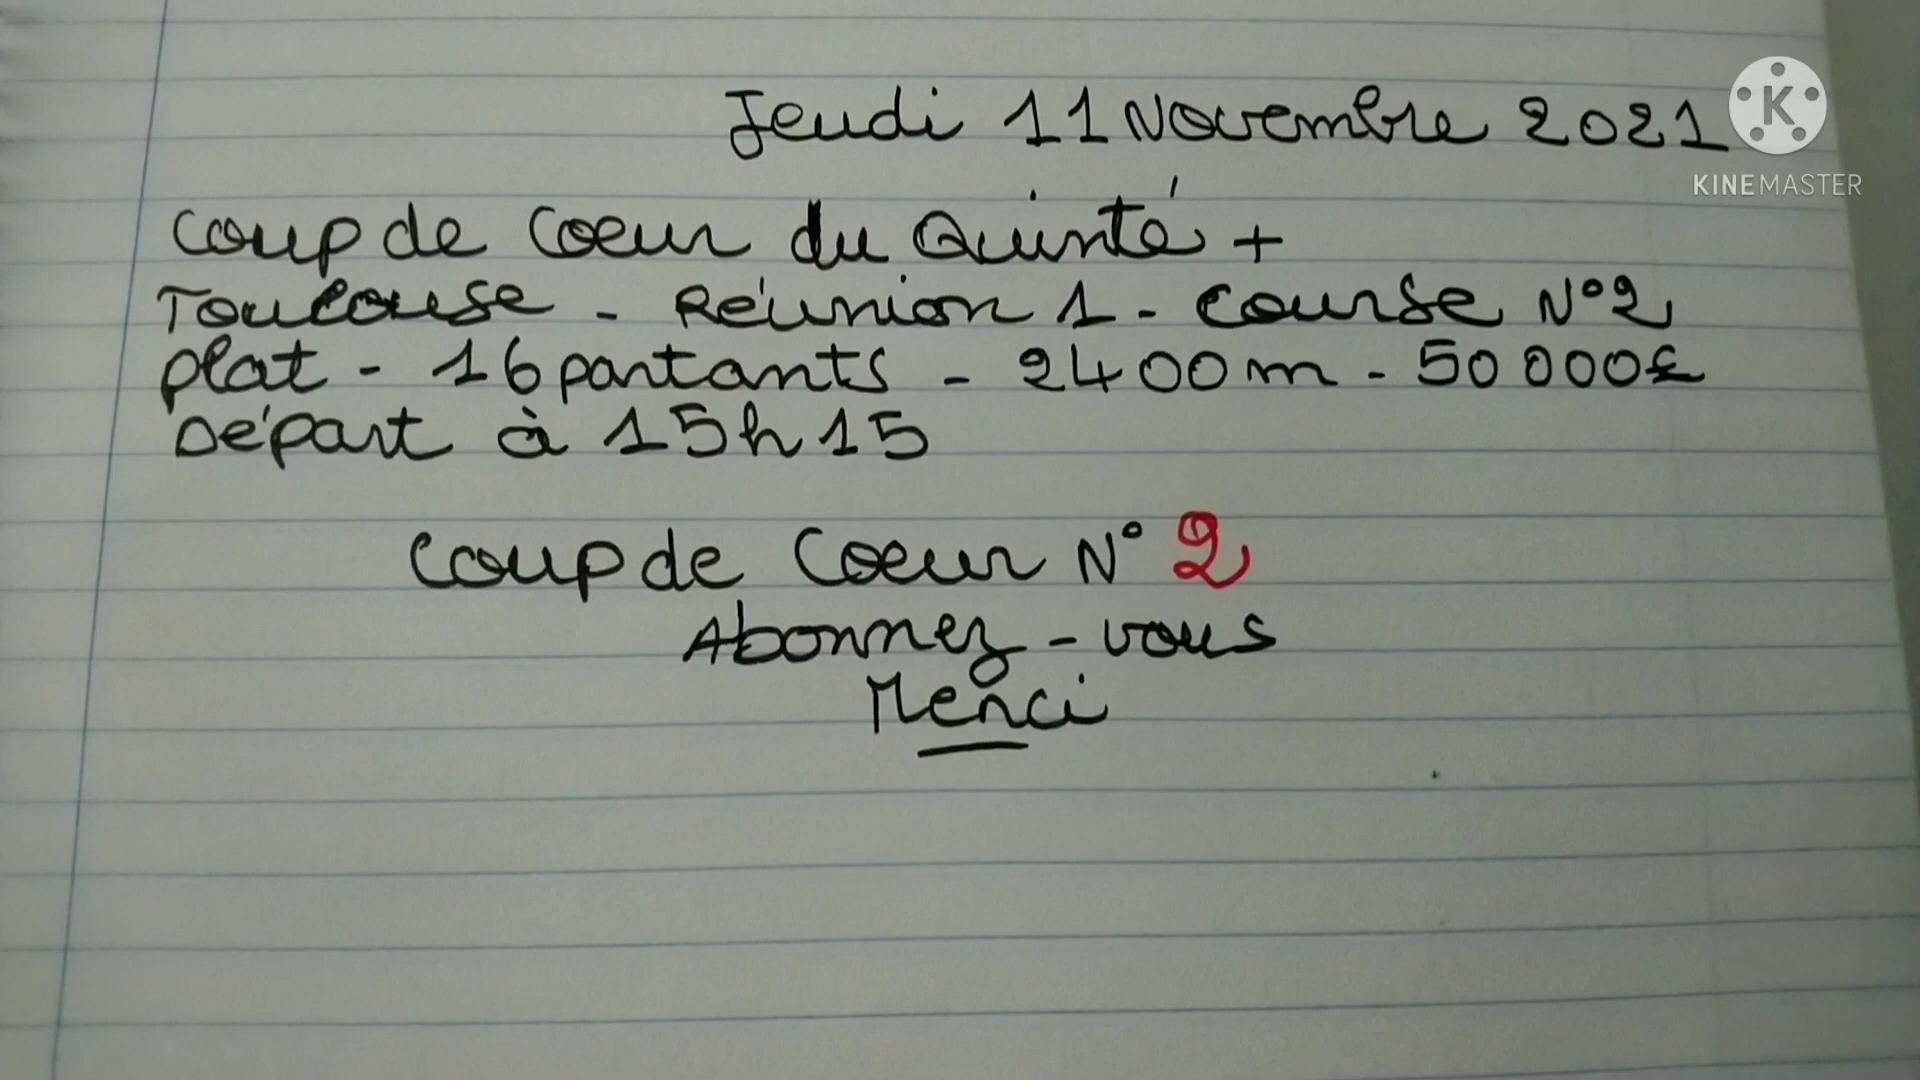 Jeudi 11 Novembre 2021
K
KINEMASTER
Coup de Coeur du Quinté +
Toulouse - Réunion 1 - Course N°2
plat - 16 partants - 2400m - 50 000€
Départ à 15h15
Coup de Coeur N° 2
Abonnez-vous
Merci